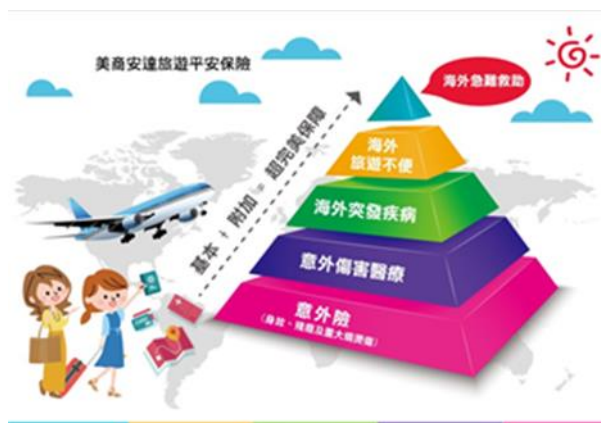 美商安達旅遊平安保險
海外急難救助
海外
旅遊不便
海外突發疾病
意外傷害醫療
意外險
(身故、殘廢及重大燒燙傷)
基本 + 附加 = 超完美保障